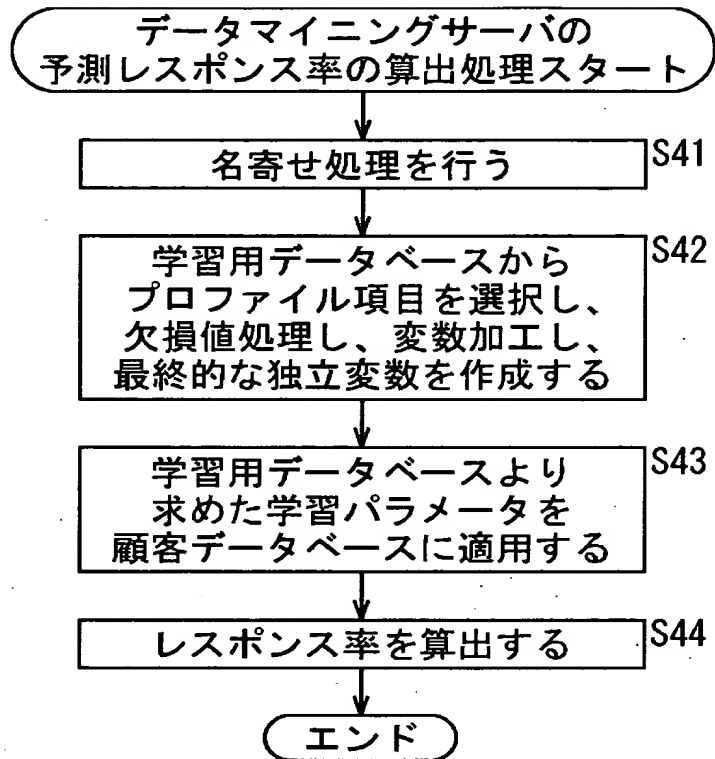 データマイニングサーバの
予測レスポンス率の算出処理スタート
名寄せ処理を行う
S41
学習用データベースから
プロファイル項目を選択し、
欠損値処理し、変数加工し、
最終的な独立変数を作成する
S42
学習用データベースより
求めた学習パラメータを
顧客データベースに適用する
S43
レスポンス率を算出する
S44
エンド